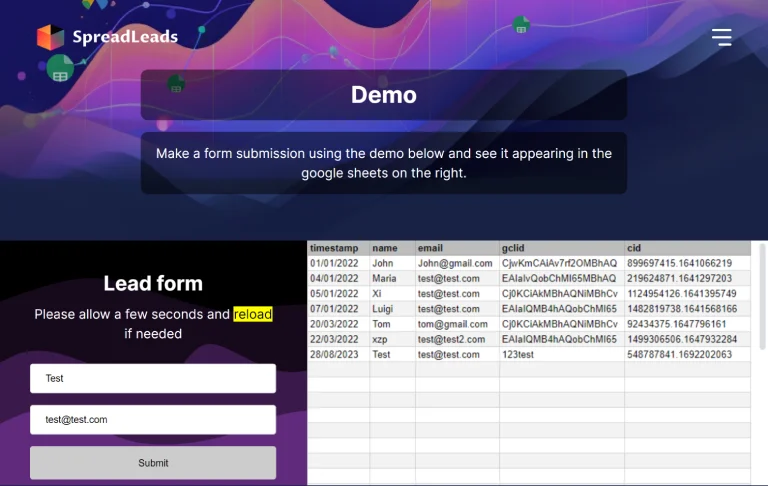 SpreadLeads
Demo
Make a form submission using the demo below and see it appearing in the
google sheets on the right.
Lead form
Please allow a few seconds and reload
if needed
Test
test@test.com
Submit
timestamp name email gclid cid
01/01/2022 John John@gmail.com CjwKmCAiAv7rf2OMBhAQ 899697415.1641066219
04/01/2022 Maria test@test.com EAIaIvQobChMI65MBhAQ 219624871.1641297203
05/01/2022 Xi test@test.com Cj0KCiAkMBhAQNiMBhCv 1124954126.1641395749
07/01/2022 Luigi test@test.com EAIaIQMB4hAQobChMI65 1482819738.1641568166
20/03/2022 Tom tom@gmail.com Cj0KCiAkMBhAQNiMBhCv 92434375.1647796161
22/03/2022 xzp test@test2.com EAIaIQMB4hAQobChMI65 1499306506.1647932284
28/08/2023 Test test@test.com 123test 548787841.1692202063